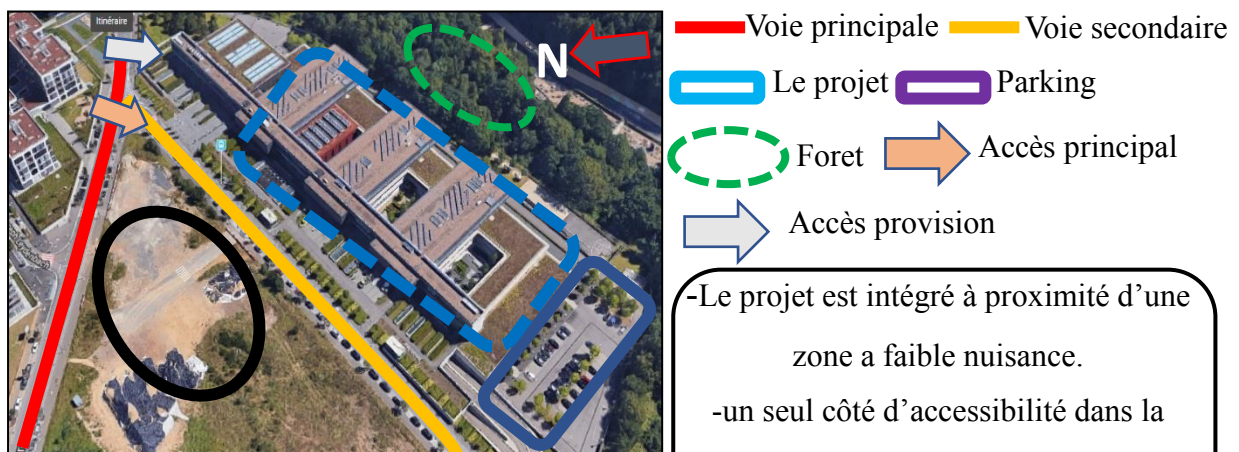 Itinéraire
N
Voie principale
Voie secondaire
Le projet
Parking
Foret
Accès principal
Accès provision
-Le projet est intégré à proximité d’une
zone a faible nuisance.
-un seul côté d’accessibilité dans la